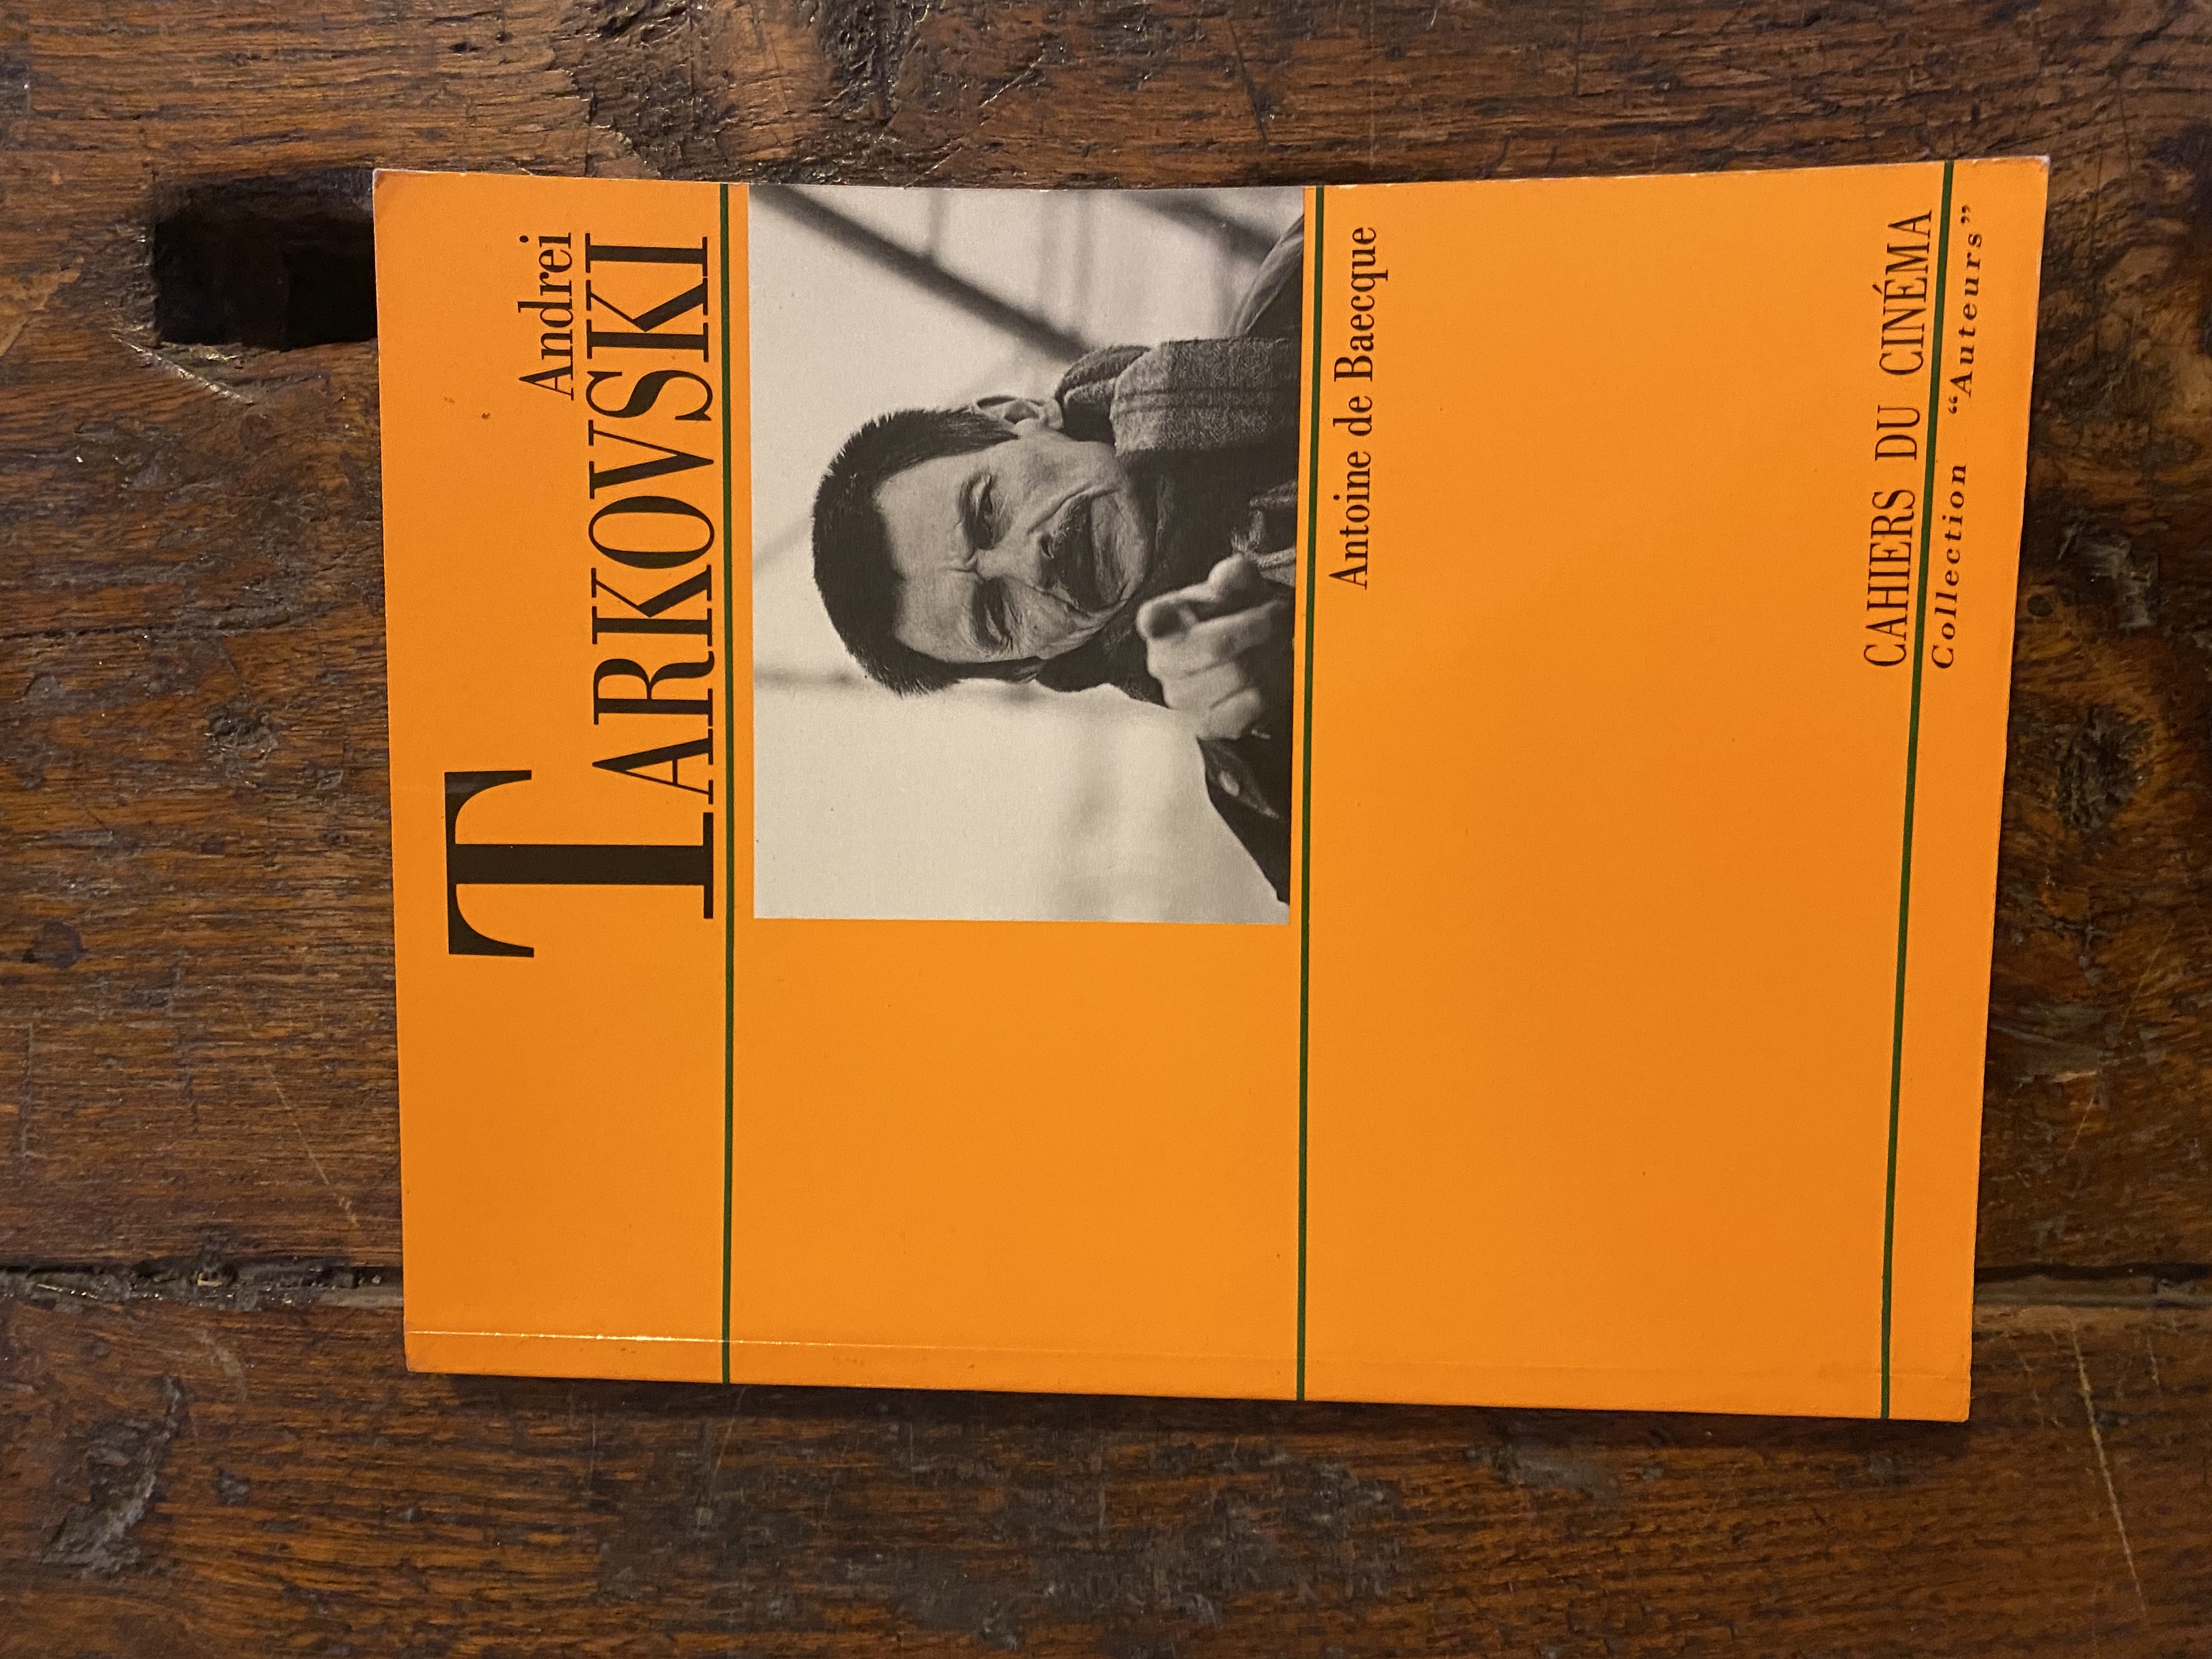 Andrei
TARKOVSKI
Antoine de Baecque
CAHIERS DU CINÉMA
Collection “Auteurs”